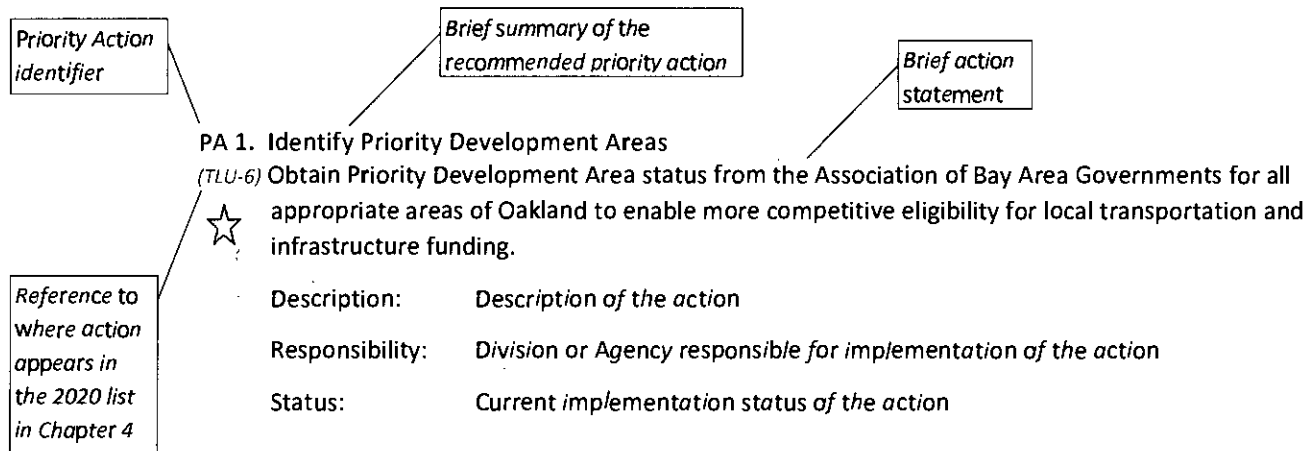 Priority Action
identifier
Brief summary of the
recommended priority action
Brief action
statement
PA 1. Identify Priority Development Areas
(TLU-6) Obtain Priority Development Area status from the Association of Bay Area Governments for all
appropriate areas of Oakland to enable more competitive eligibility for local transportation and
infrastructure funding.
Reference to
where action
appears in
the 2020 list
in Chapter 4
Description: Description of the action
Responsibility: Division or Agency responsible for implementation of the action
Status: Current implementation status of the action